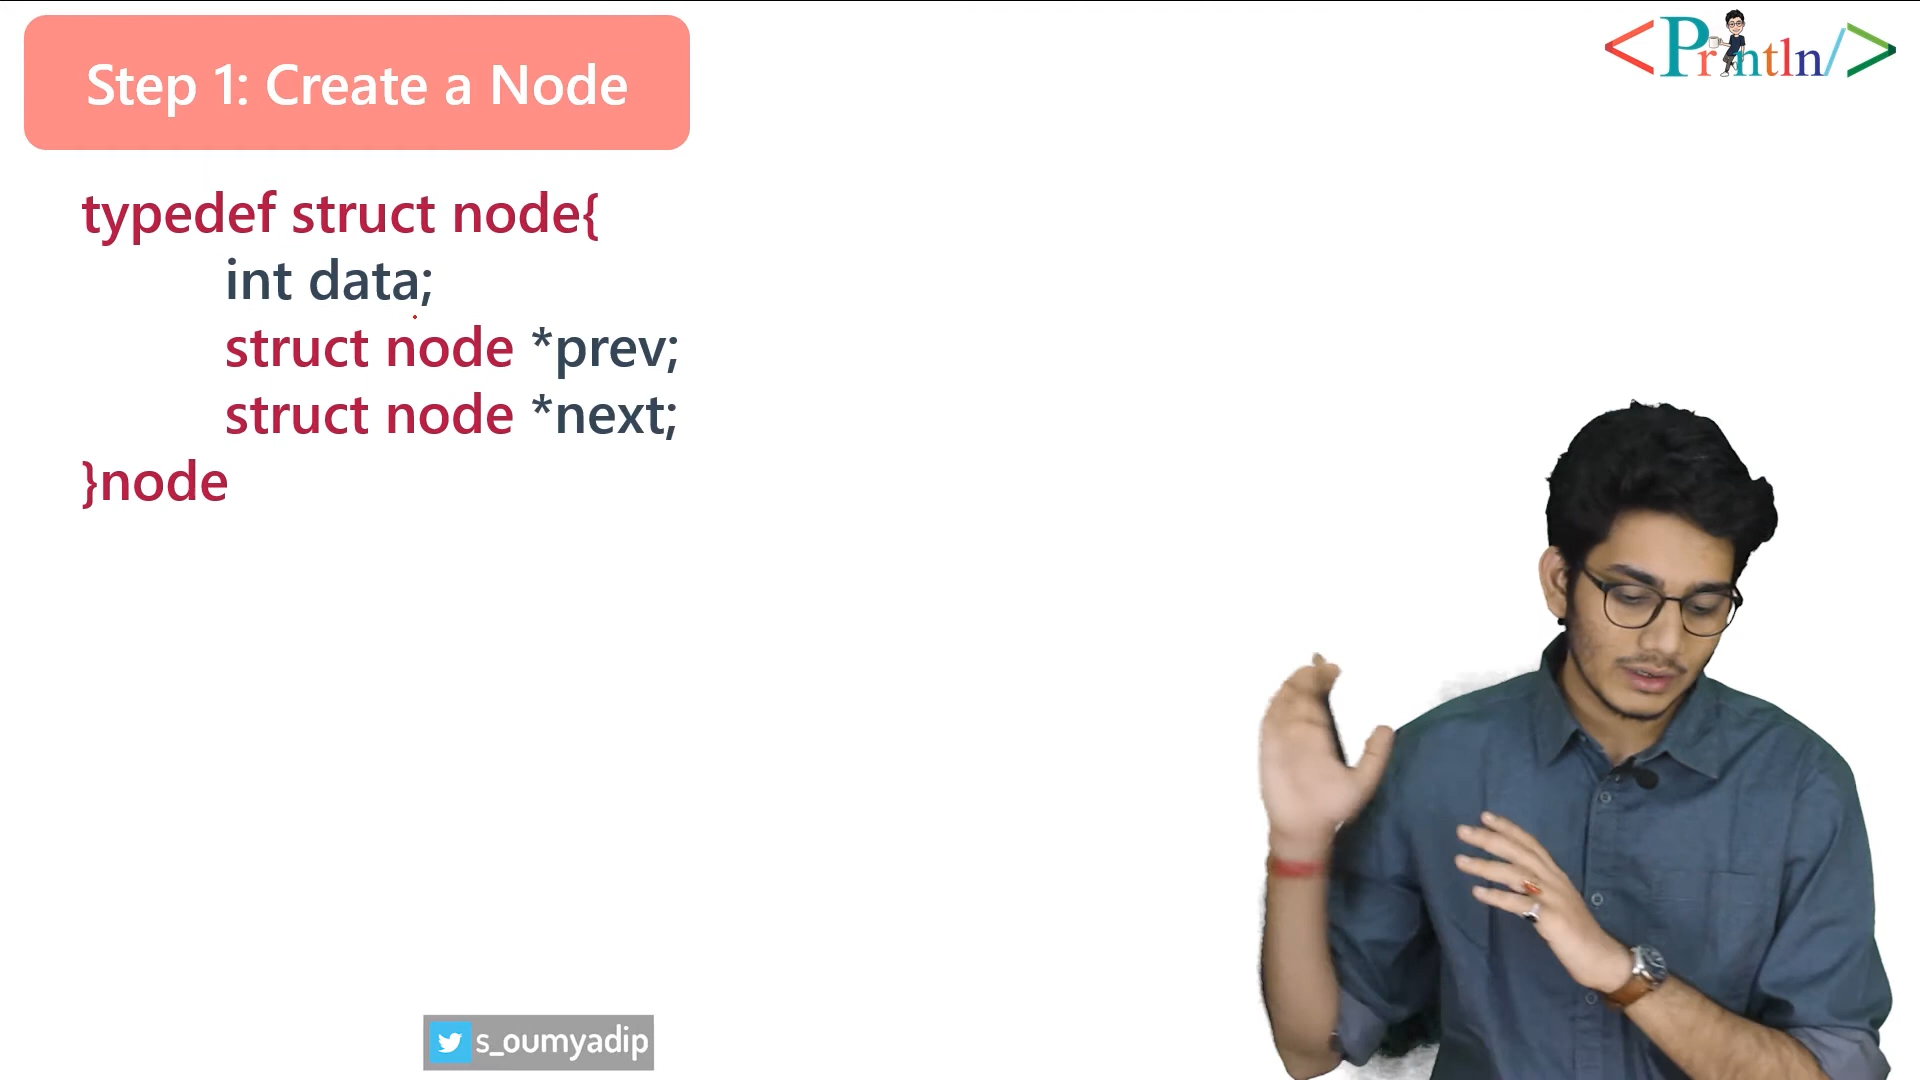 Step 1: Create a Node
<Println/>
typedef struct node{
int data;
struct node *prev;
struct node *next;
}node
s_oumyadip